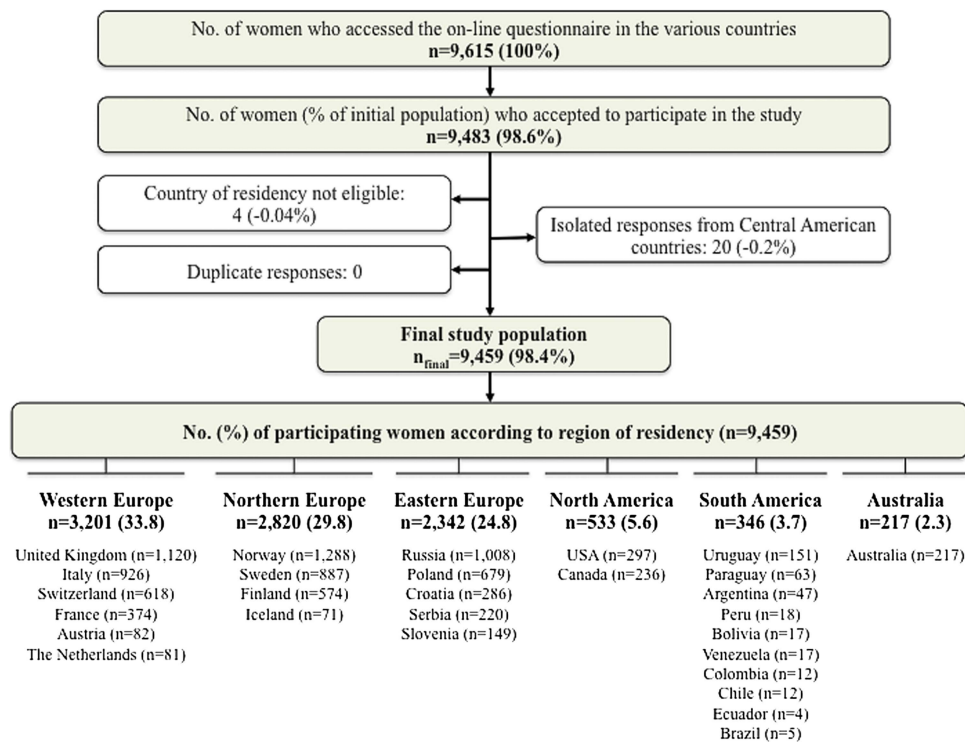 No. of women who accessed the on-line questionnaire in the various countries
n=9,615 (100%)
No. of women (% of initial population) who accepted to participate in the study
n=9,483 (98.6%)
Country of residency not eligible:
4 (-0.04%)
Isolated responses from Central American
countries: 20 (-0.2%)
Duplicate responses: 0
Final study population
nfinal=9,459 (98.4%)
No. (%) of participating women according to region of residency (n=9,459)
Western Europe
n=3,201 (33.8)
United Kingdom (n=1,120)
Italy (n=926)
Switzerland (n=618)
France (n=374)
Austria (n=82)
The Netherlands (n=81)
Northern Europe
n=2,820 (29.8)
Norway (n=1,288)
Sweden (n=887)
Finland (n=574)
Iceland (n=71)
Eastern Europe
n=2,342 (24.8)
Russia (n=1,008)
Poland (n=679)
Croatia (n=286)
Serbia (n=220)
Slovenia (n=149)
North America
n=533 (5.6)
USA (n=297)
Canada (n=236)
South America
n=346 (3.7)
Uruguay (n=151)
Paraguay (n=63)
Argentina (n=47)
Peru (n=18)
Bolivia (n=17)
Venezuela (n=17)
Colombia (n=12)
Chile (n=12)
Ecuador (n=4)
Brazil (n=5)
Australia
n=217 (2.3)
Australia (n=217)